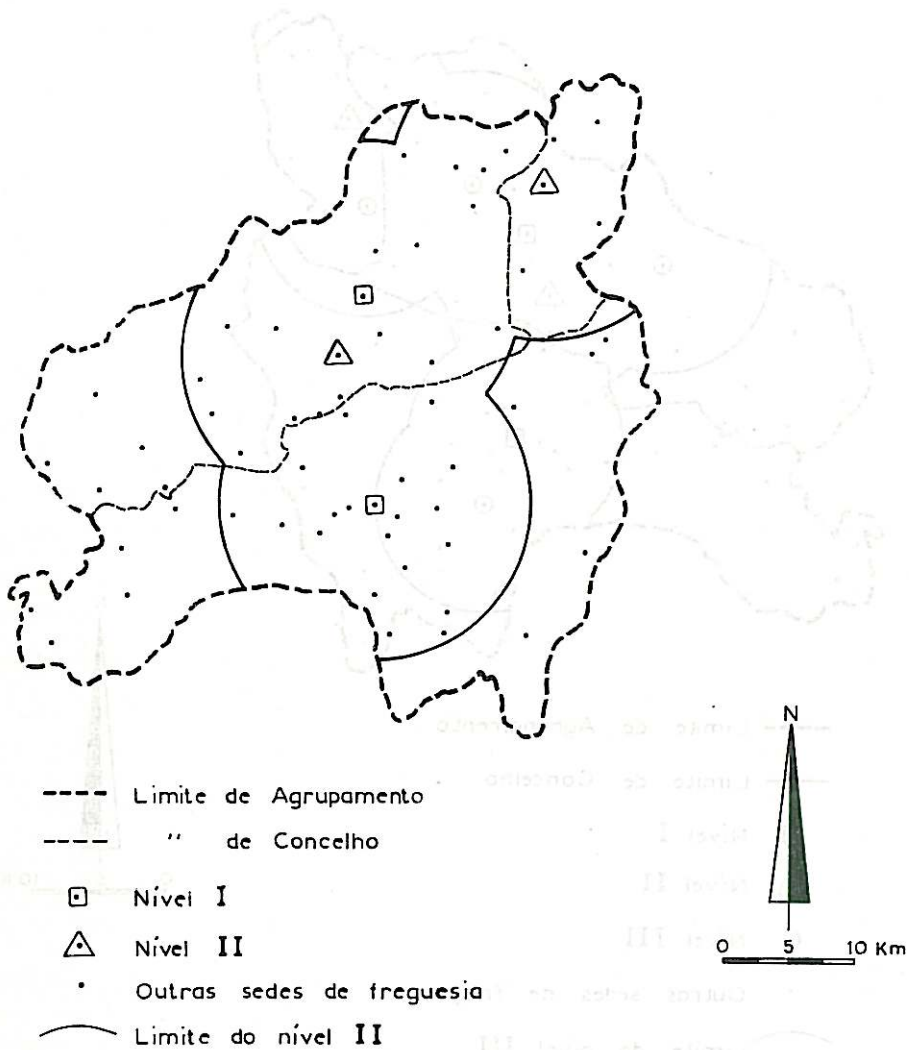 N
0 5 10 Km
Limite de Agrupamento
" de Concelho
Nível I
Nível II
Outras sedes de freguesia
Limite do nível II